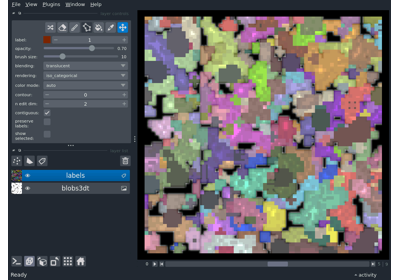 File View Plugins Window Help
label: 1
opacity: 0.70
brush size: 10
blending: translucent
rendering: iso_categorical
color mode: auto
contour: 0
n edit dim: 2
contiguous:
preserve labels:
show selected:
labels
blobs3dt
Ready
activity